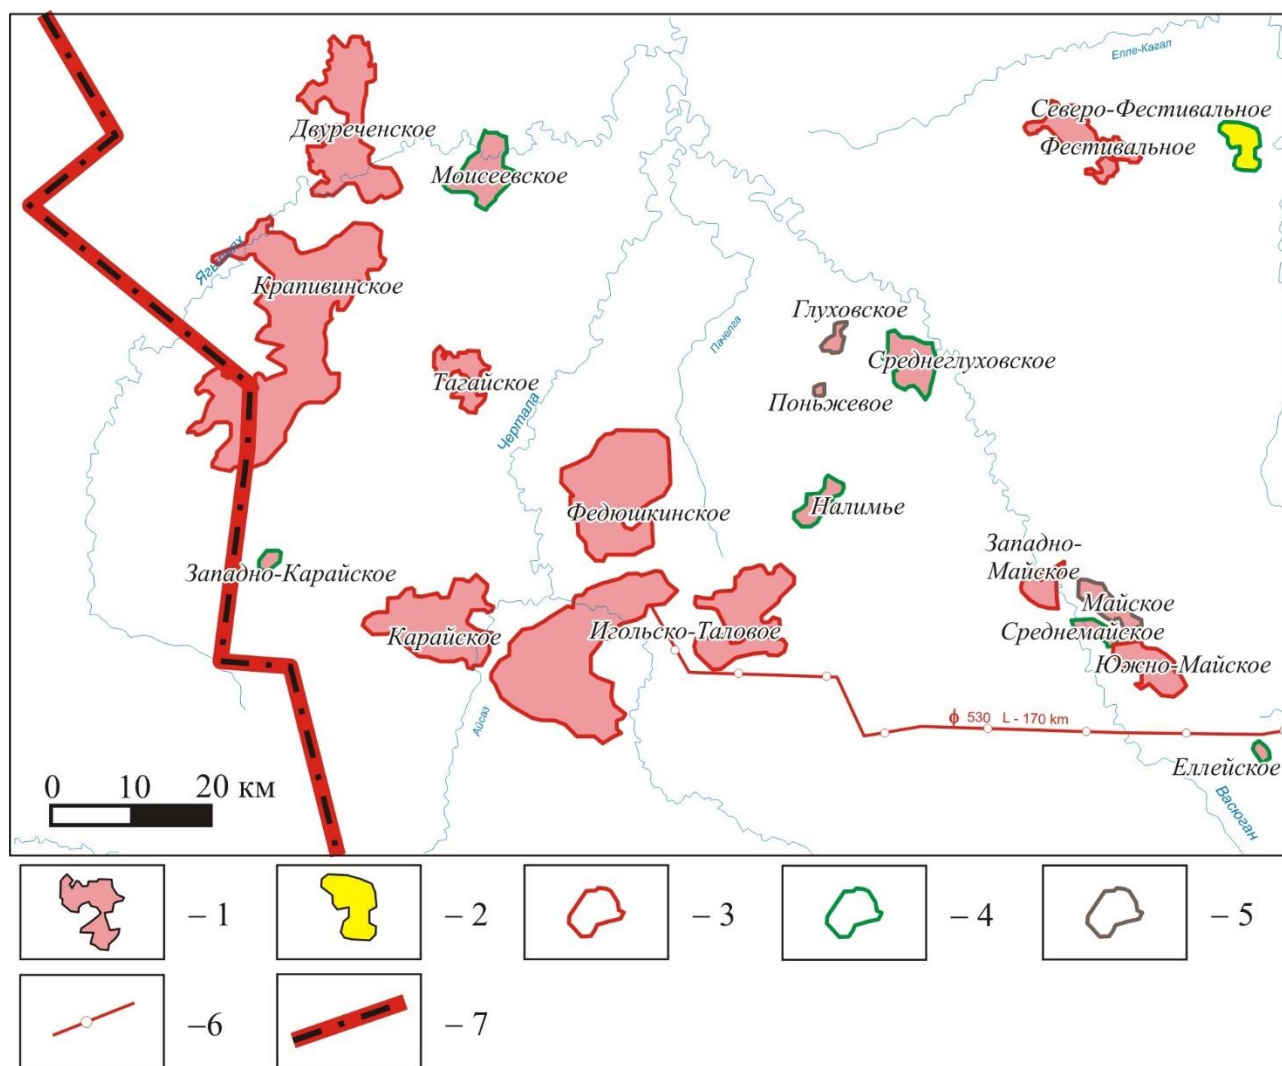 Елле-Кагал
Северо-Фестивальное
Двуреченское
Фестивальное
Моисеевское
Крапивинское
Глуховское
Пачелга
Среднеглуховское
Тагайское
Поньжевое
Чертала
Налимье
Федюшкинское
Западно-
Майское
Западно-Карайское
Майское
Среднемайское
Карайское
Игольско-Таловое
Южно-Майское
Айсаз
ϕ 530 L - 170 km
Еллейское
Васюган
0 10 20 км
– 1
– 2
– 3
– 4
– 5
–6
– 7